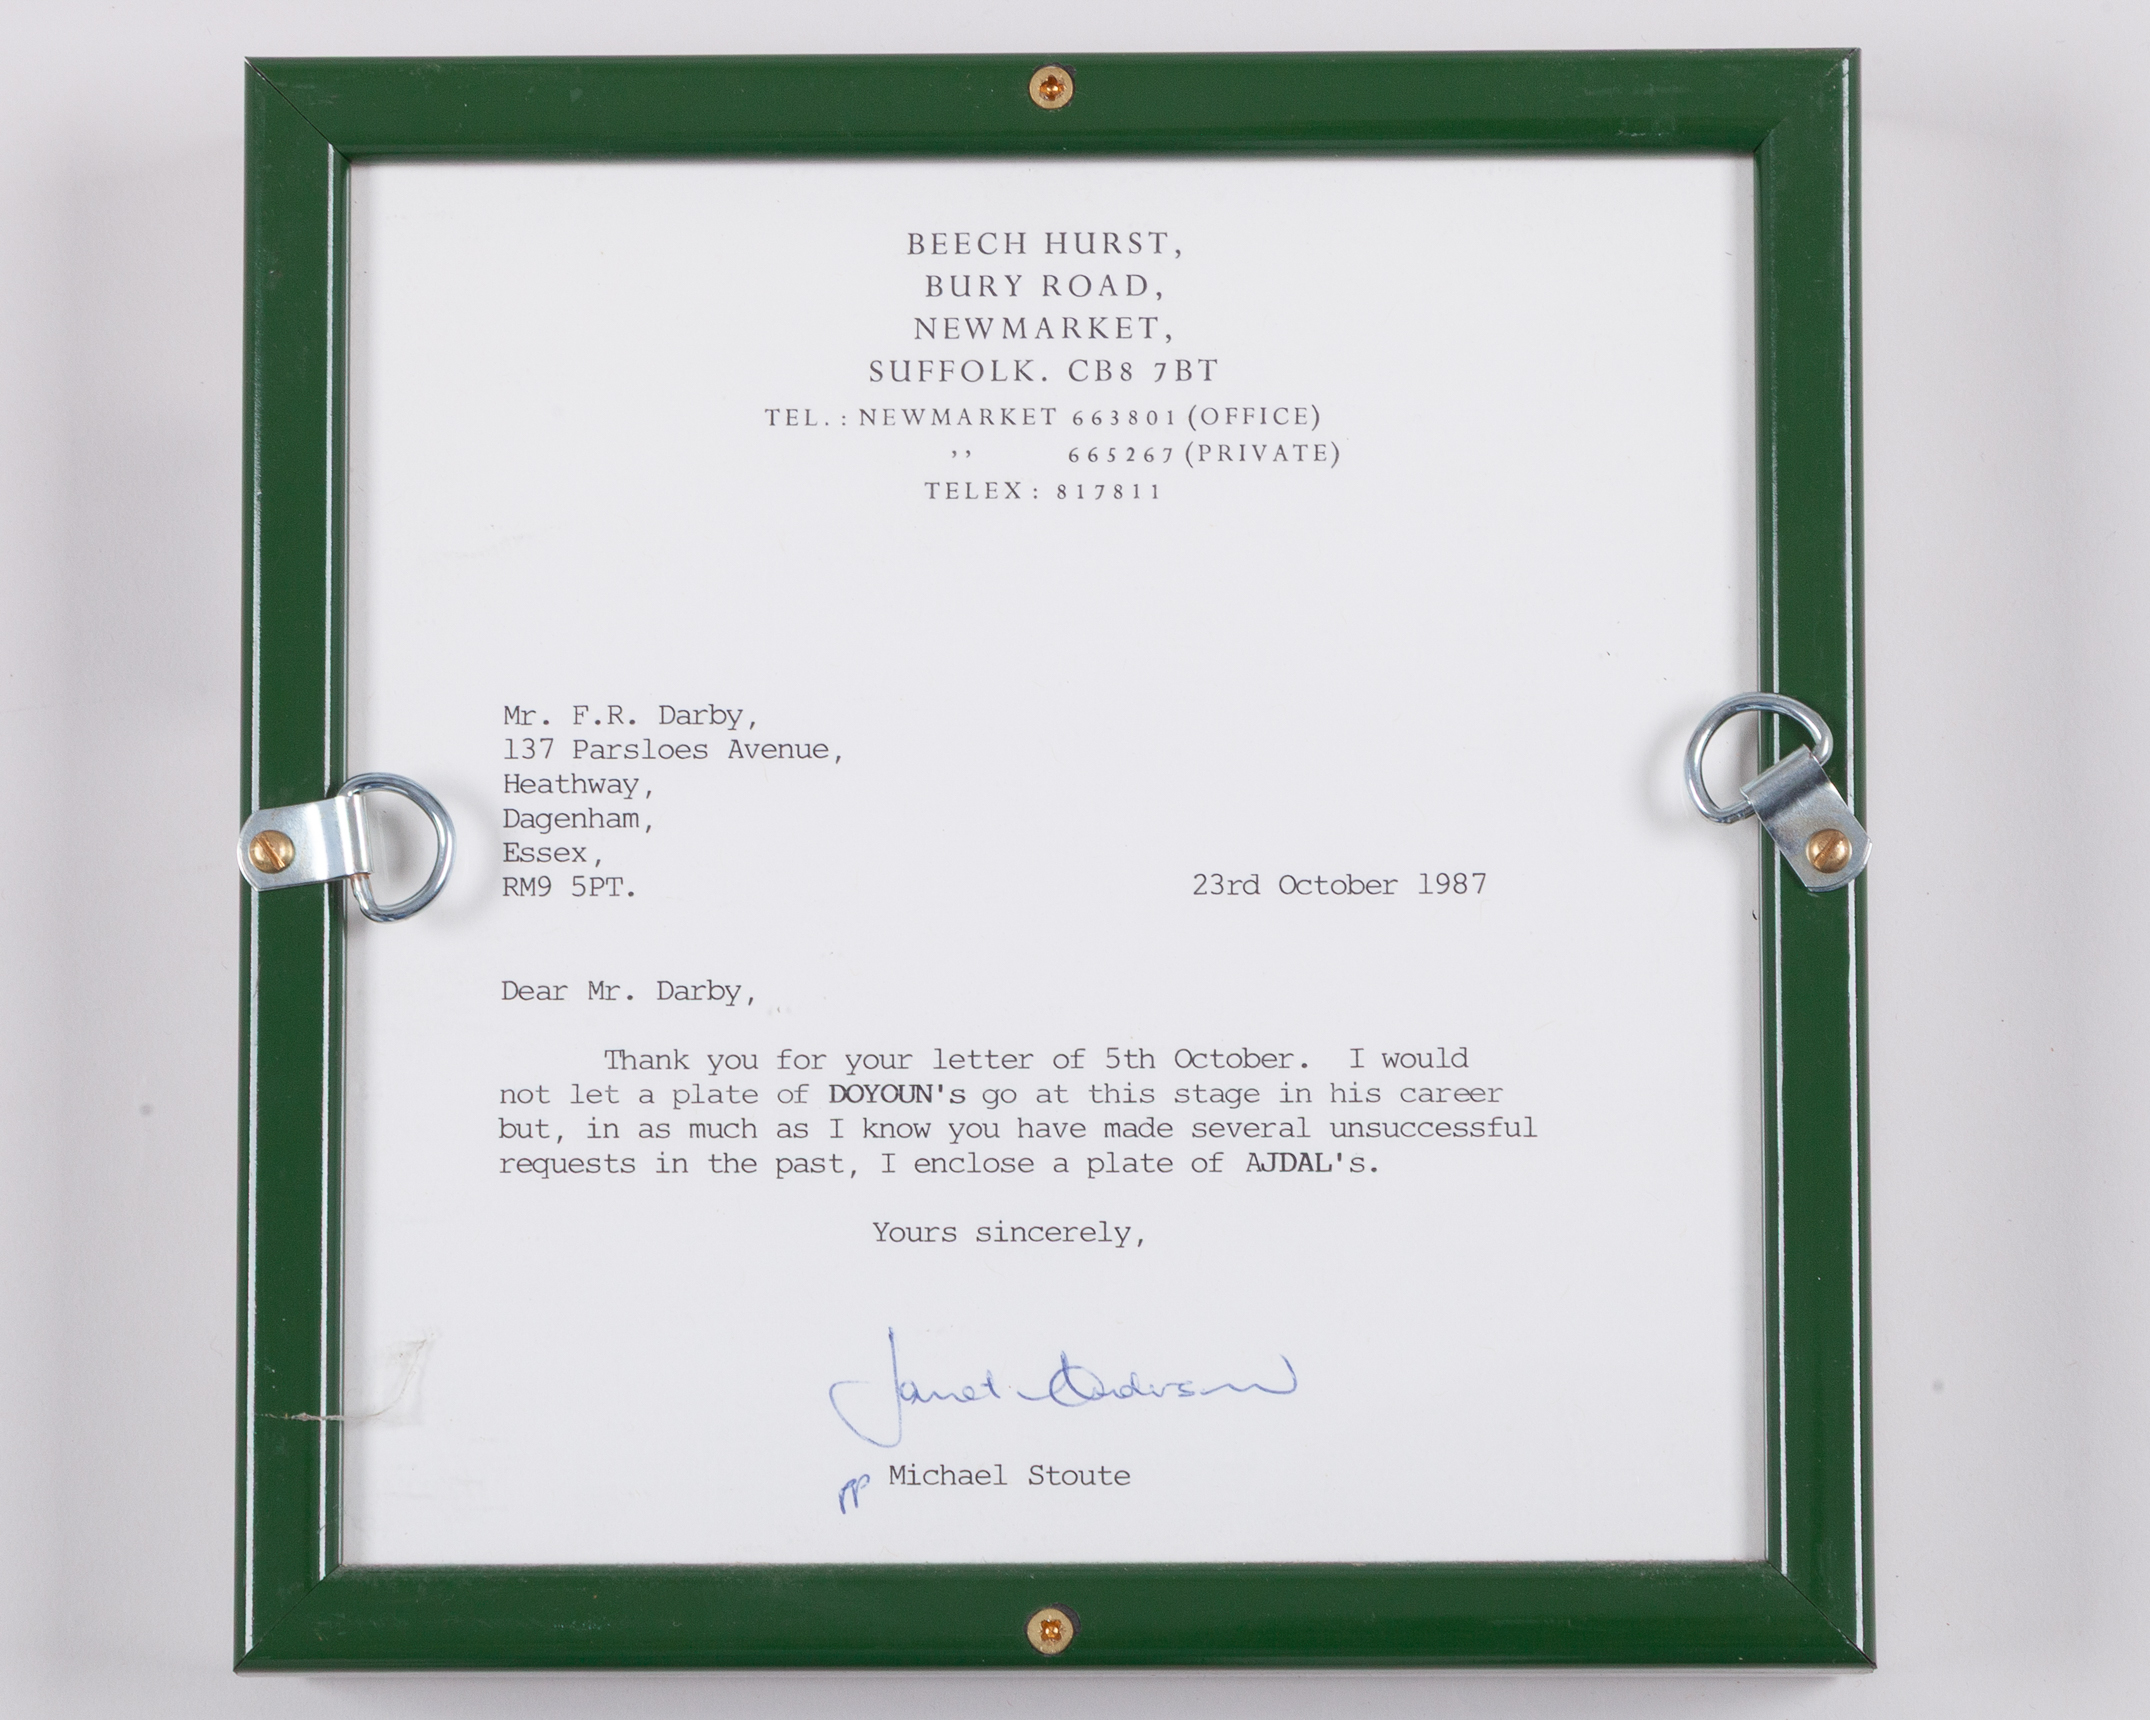 BEECH HURST,
BURY ROAD,
NEWMARKET,
SUFFOLK. CB8 7BT
TEL.: NEWMARKET 663801 (OFFICE)
,, 665267 (PRIVATE)
TELEX: 817811
Mr. F.R. Darby,
137 Parsloes Avenue,
Heathway,
Dagenham,
Essex,
RM9 5PT.
23rd October 1987
Dear Mr. Darby,
Thank you for your letter of 5th October. I would
not let a plate of DOYOUN's go at this stage in his career
but, in as much as I know you have made several unsuccessful
requests in the past, I enclose a plate of AJDAL's.
Yours sincerely,
Janet Anderson
pp Michael Stoute